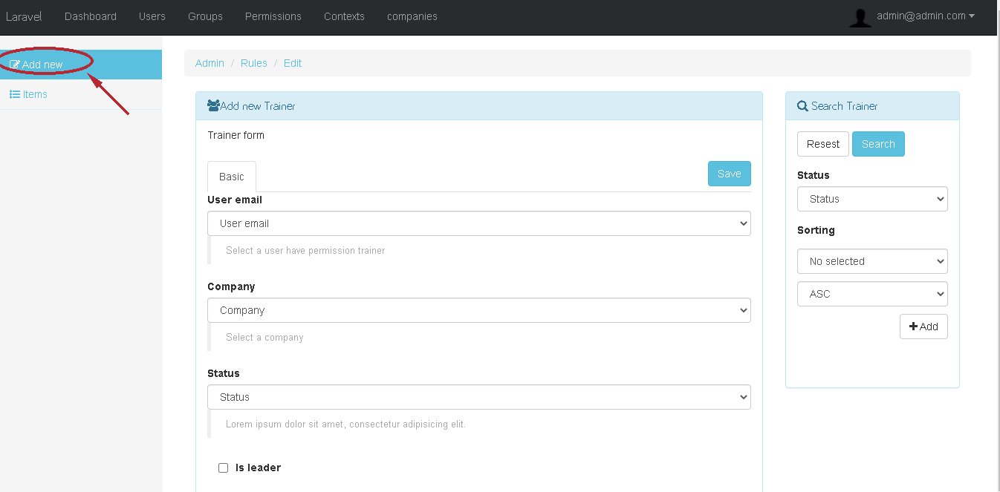 Laravel Dashboard Users Groups Permissions Contexts companies admin@admin.com
Add new
Items
Admin / Rules / Edit
Add new Trainer
Trainer form
Basic
Save
User email
User email
Select a user have permission trainer
Company
Company
Select a company
Status
Status
Lorem ipsum dolor sit amet, consectetur adipisicing elit.
Is leader
Search Trainer
Resest Search
Status
Status
Sorting
No selected
ASC
Add